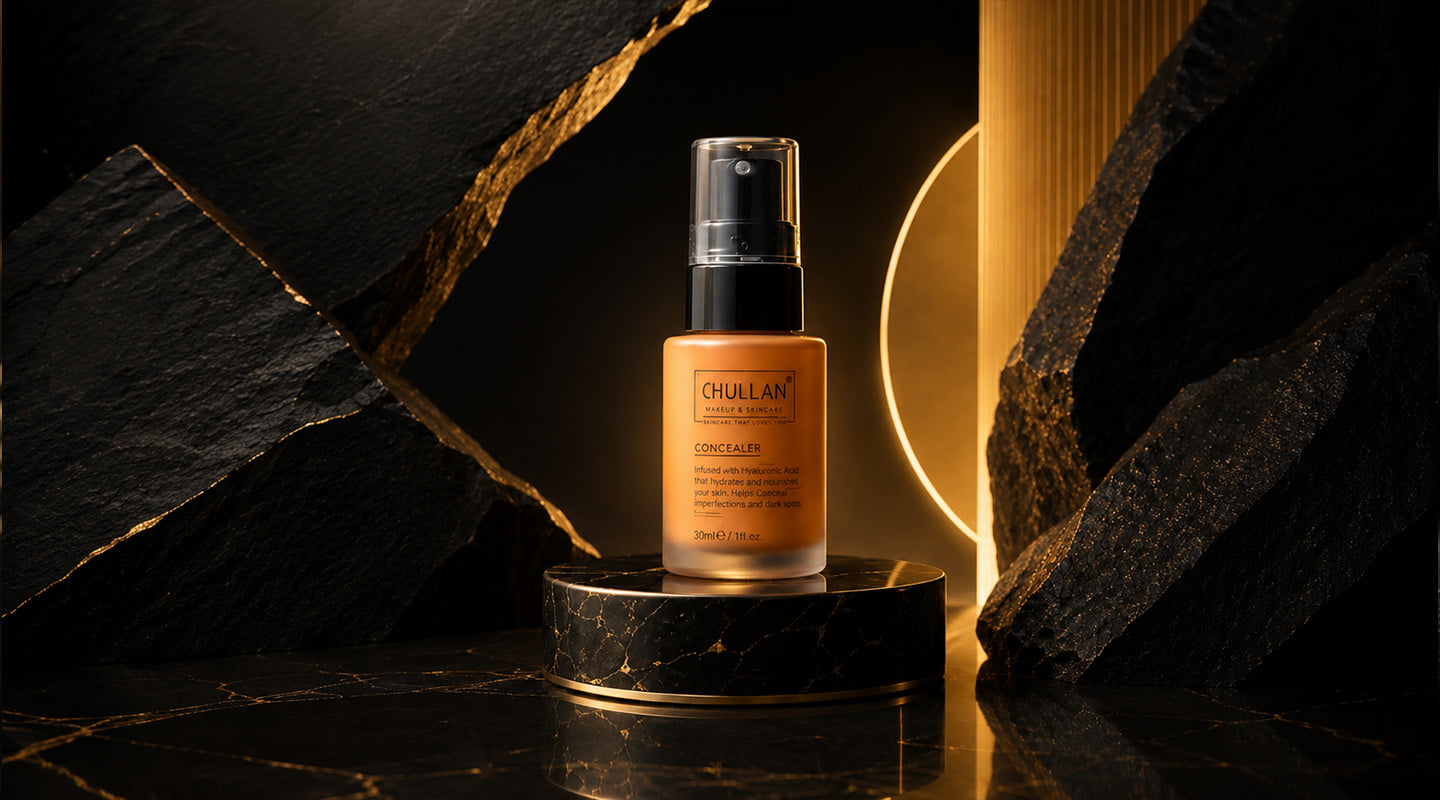 CHULLAN®
MAKEUP & SKINCARE
SKINCARE THAT LOVES YOU
CONCEALER
Infused with Hyaluronic Acid
that hydrates and nourishes
your skin. Helps Conceal
imperfections and dark spots.
30ml℮ / 1fl.oz.